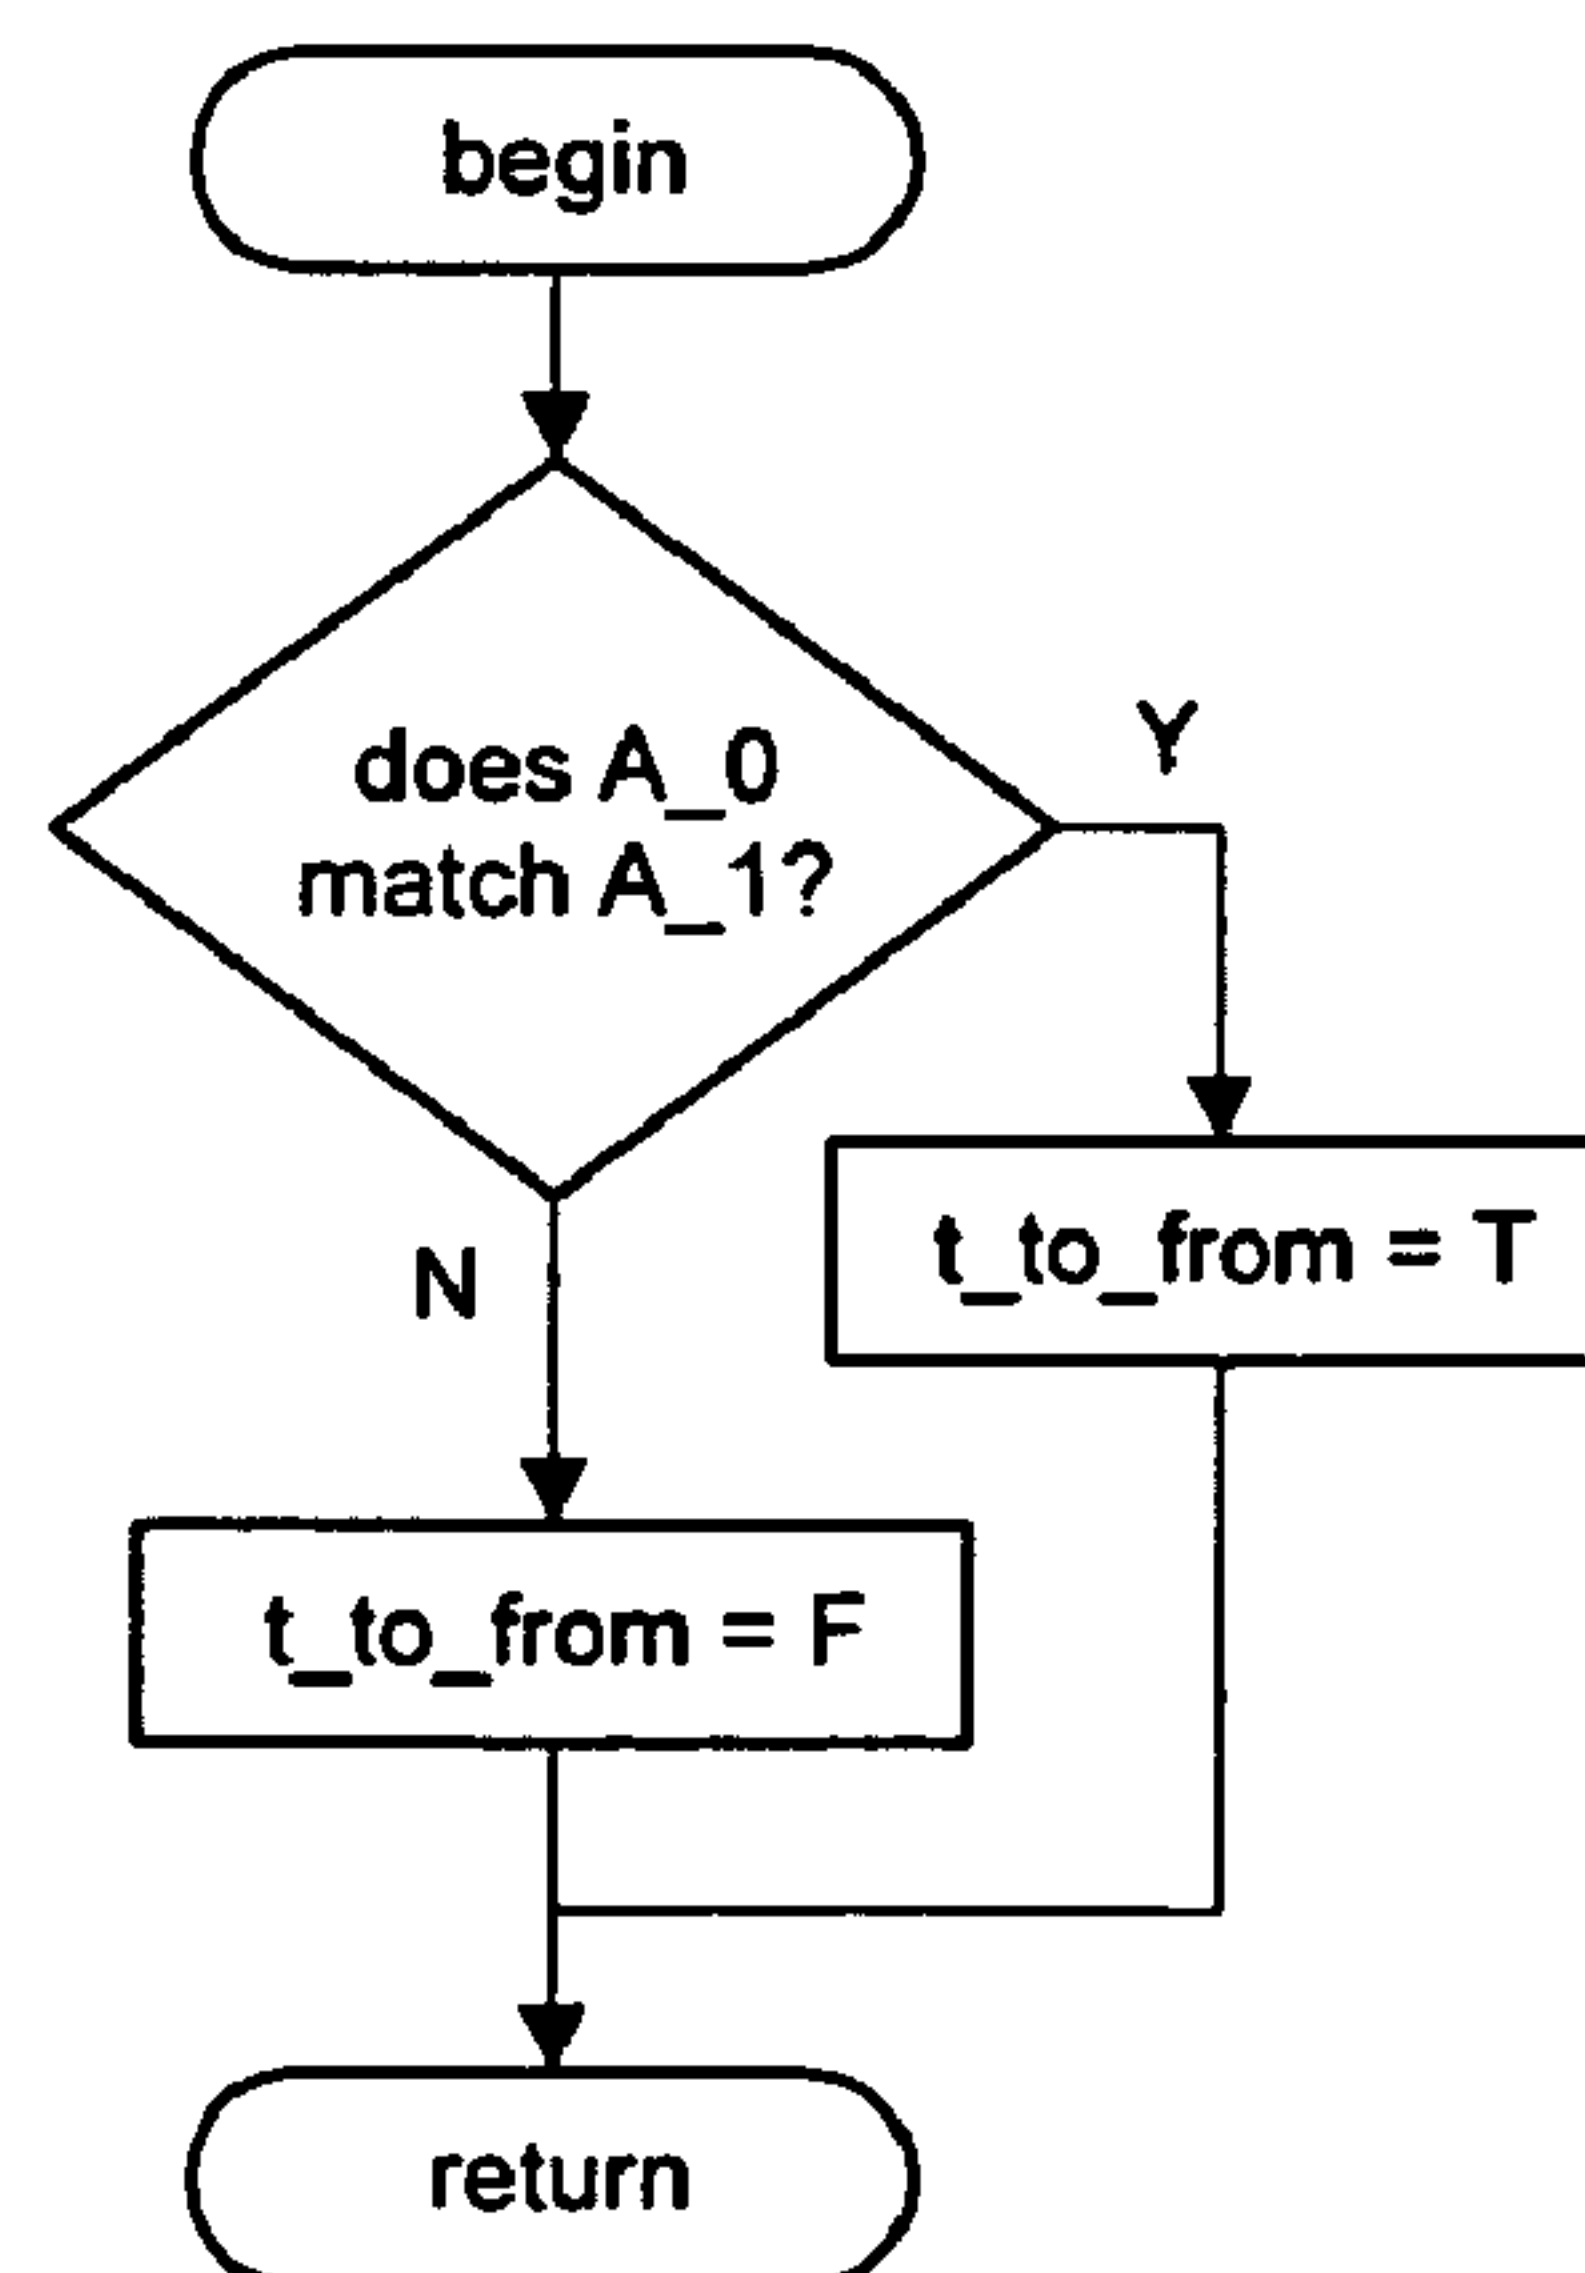 begin
does A_0
match A_1?
Y
N
t_to_from = T
t_to_from = F
return